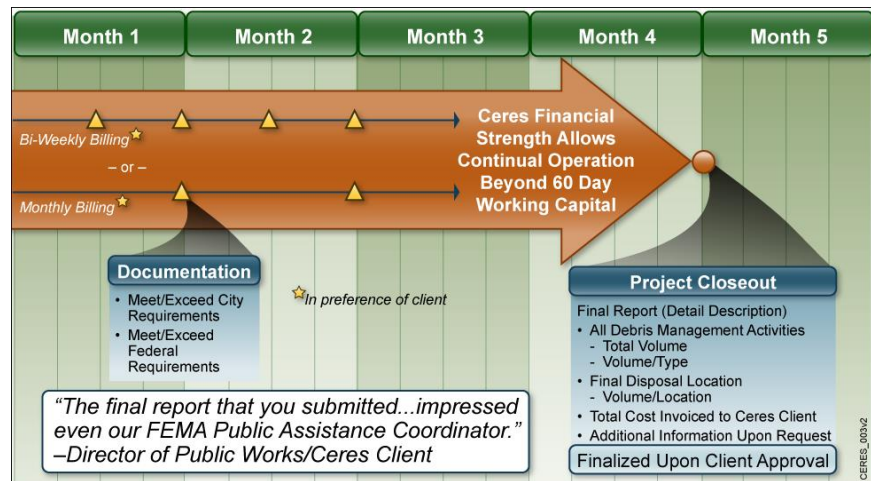 Month 1
Month 2
Month 3
Month 4
Month 5
Bi-Weekly Billing
– or –
Monthly Billing
Ceres Financial
Strength Allows
Continual Operation
Beyond 60 Day
Working Capital
Documentation
• Meet/Exceed City
Requirements
• Meet/Exceed
Federal
Requirements
In preference of client
Project Closeout
Final Report (Detail Description)
• All Debris Management Activities
- Total Volume
- Volume/Type
• Final Disposal Location
- Volume/Location
• Total Cost Invoiced to Ceres Client
• Additional Information Upon Request
Finalized Upon Client Approval
“The final report that you submitted...impressed
even our FEMA Public Assistance Coordinator.”
–Director of Public Works/Ceres Client
CERES_003v2